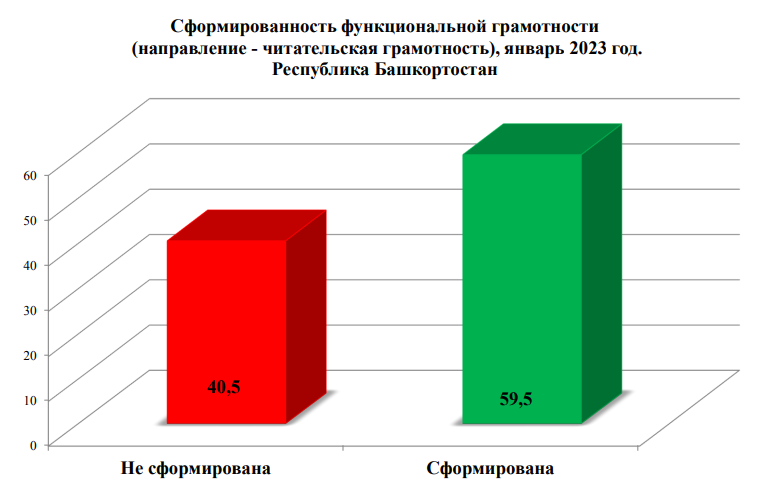 Сформированность функциональной грамотности
(направление - читательская грамотность), январь 2023 год.
Республика Башкортостан
60
50
40
30
20
10
0
40,5
59,5
Не сформирована
Сформирована